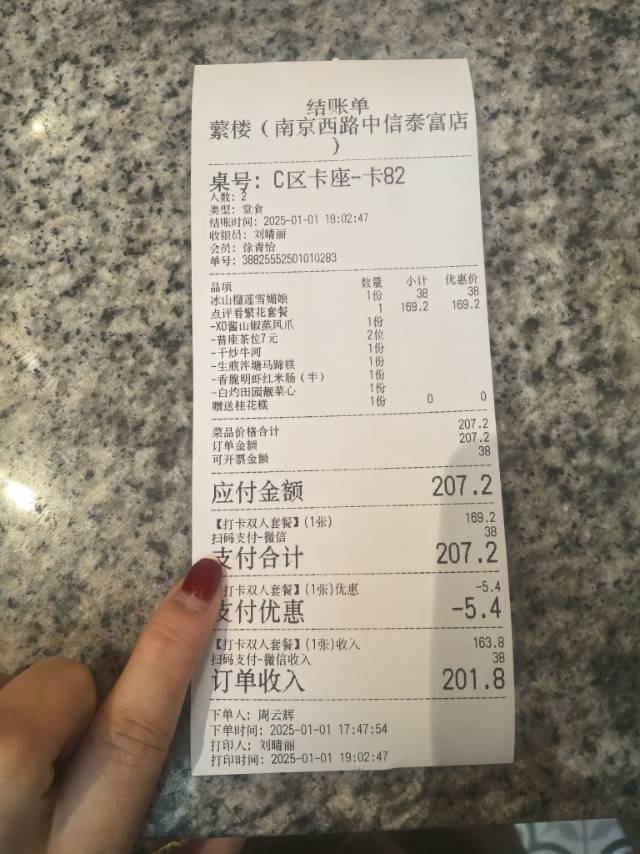 结账单
蘩楼（南京西路中信泰富店
）
桌号: C区卡座-卡82
人数: 2
类型: 堂食
结账时间: 2025-01-01 19:02:47
收银员: 刘晴丽
会员: 徐青怡
单号: 38825552501010283
品项 数量 小计 优惠价
冰山榴莲雪媚娘 1份 38 38
点评看繁花套餐 1 169.2 169.2
-XO酱山椒蒸凤爪 1份
-昔座茶位7元 2位
-干炒牛河 1份
-生煎泮塘马蹄糕 1份
-香脆明虾红米肠（半） 1份
-白灼田园靓菜心 1份
赠送桂花糕 1份 0 0
菜品价格合计 207.2
订单金额 207.2
可开票金额 38
应付金额 207.2
【打卡双人套餐】(1张) 169.2
扫码支付-微信 38
支付合计 207.2
打卡双人套餐】(1张)优惠 -5.4
支付优惠 -5.4
【打卡双人套餐】(1张)收入 163.8
扫码支付-微信收入 38
订单收入 201.8
下单人: 周云辉
下单时间: 2025-01-01 17:47:54
打印人: 刘晴丽
打印时间: 2025-01-01 19:02:47